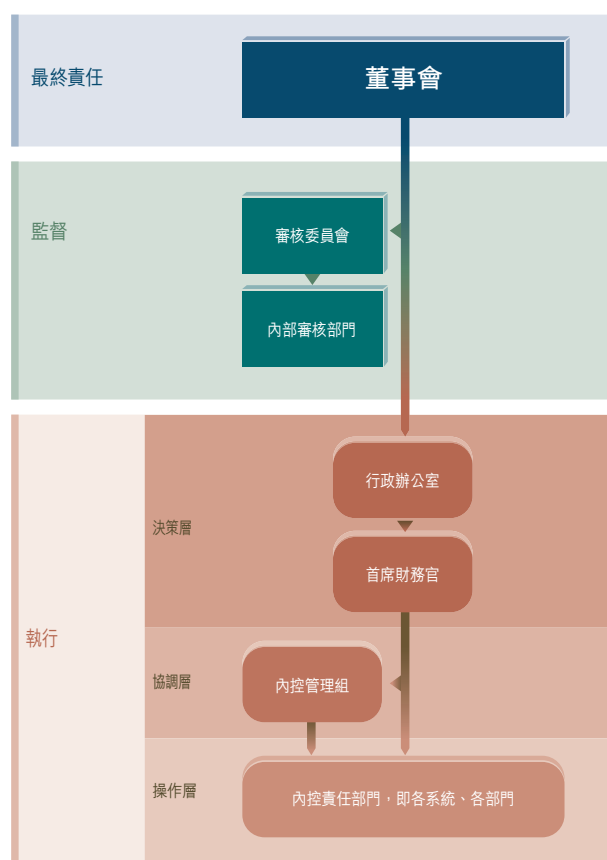 最終責任
董事會
監督
審核委員會
內部審核部門
執行
決策層
行政辦公室
首席財務官
協調層
內控管理組
操作層
內控責任部門，即各系統、各部門